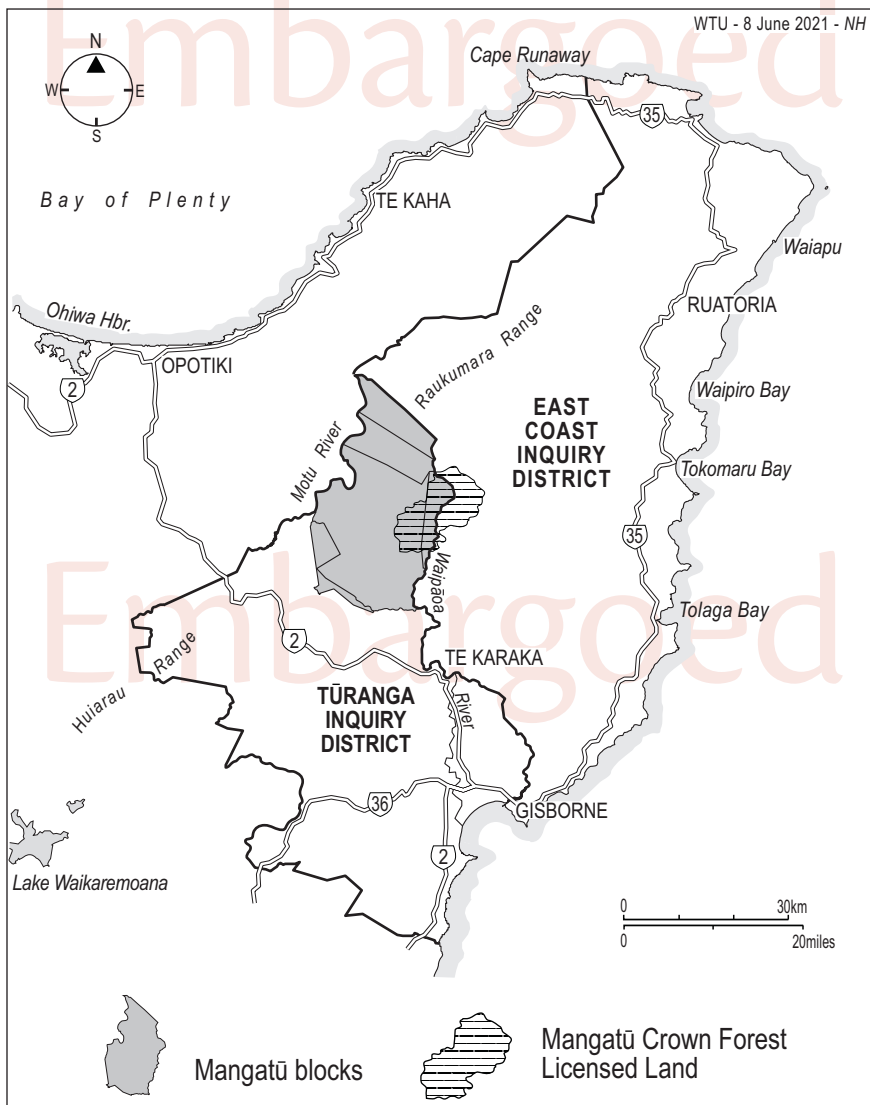 Embargoed
WTU - 8 June 2021 - NH
N
W
E
S
Cape Runaway
35
Bay of Plenty
TE KAHA
Waiapu
Ohiwa Hbr.
RUATORIA
OPOTIKI
2
Raukumara Range
Waipiro Bay
EAST
COAST
INQUIRY
DISTRICT
Motu River
Tokomaru Bay
35
Embargoed
Waipāoa
Tolaga Bay
2
TE KARAKA
Huiarau Range
TŪRANGA
INQUIRY
DISTRICT
River
36
GISBORNE
2
Lake Waikaremoana
0 30km
0 20miles
Mangatū blocks
Mangatū Crown Forest
Licensed Land